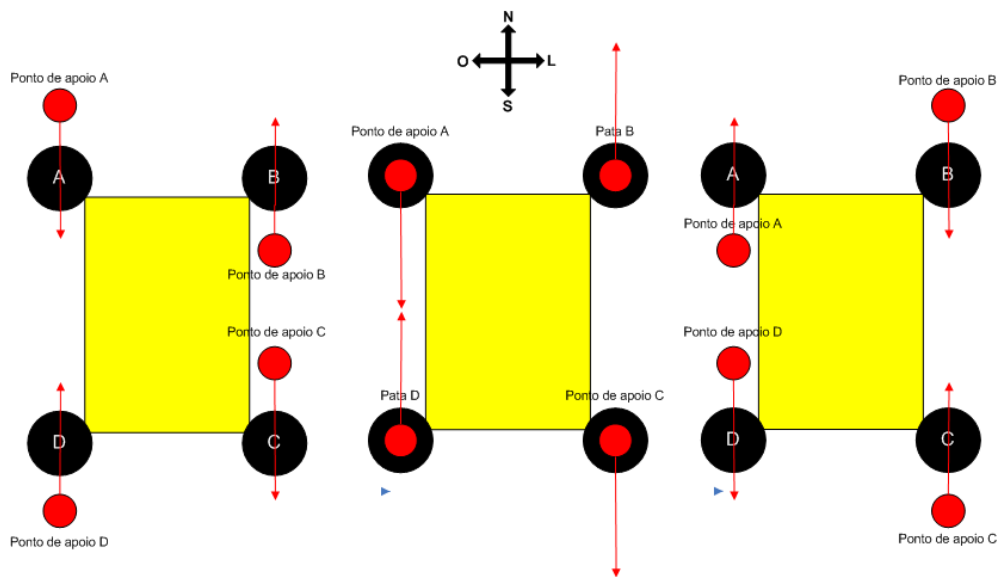 N
O L
S
Ponto de apoio A
A
B
Ponto de apoio B
Ponto de apoio C
D
C
Ponto de apoio D
Ponto de apoio A
Pata B
Pata D
Ponto de apoio C
Ponto de apoio B
A
B
Ponto de apoio A
Ponto de apoio D
D
C
Ponto de apoio C